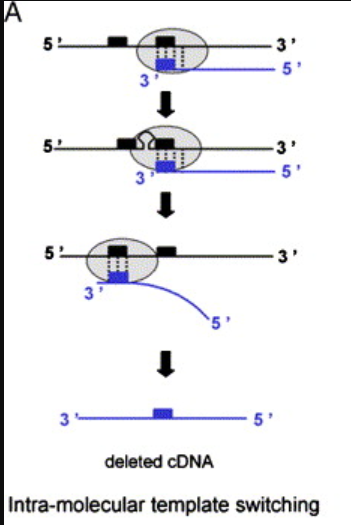 A
5' 3'
3' 5'
5' 3'
3' 5'
5' 3'
3'
5'
3' 5'
deleted cDNA
Intra-molecular template switching